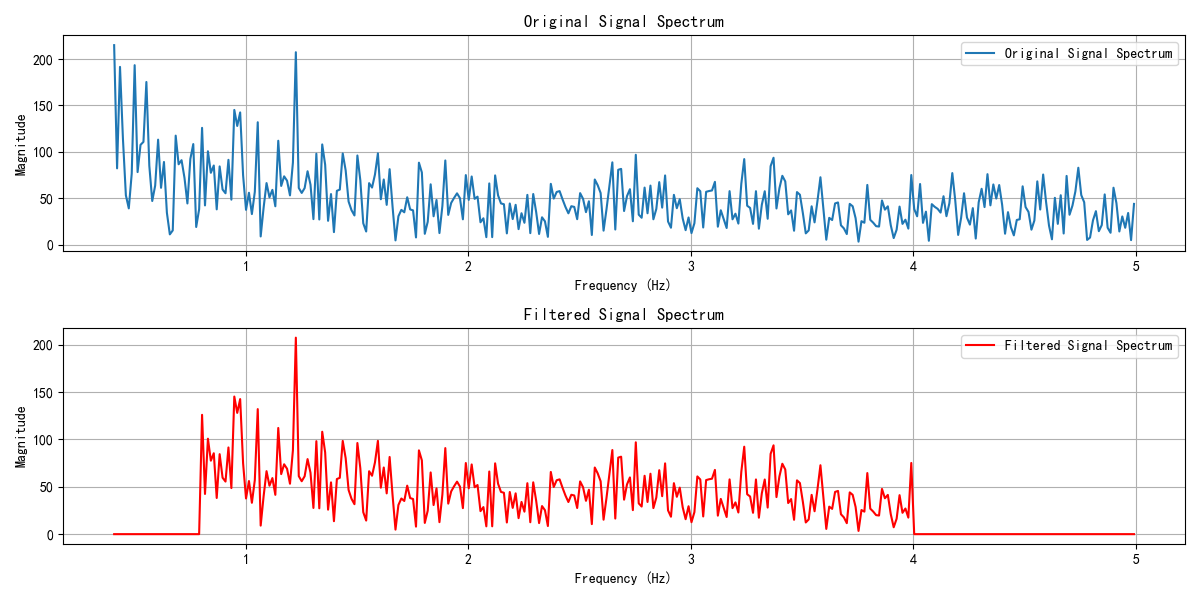 Original Signal Spectrum
Original Signal Spectrum
200
150
100
50
0
Magnitude
1 2 3 4 5
Frequency (Hz)
Filtered Signal Spectrum
Filtered Signal Spectrum
200
150
100
50
0
Magnitude
1 2 3 4 5
Frequency (Hz)